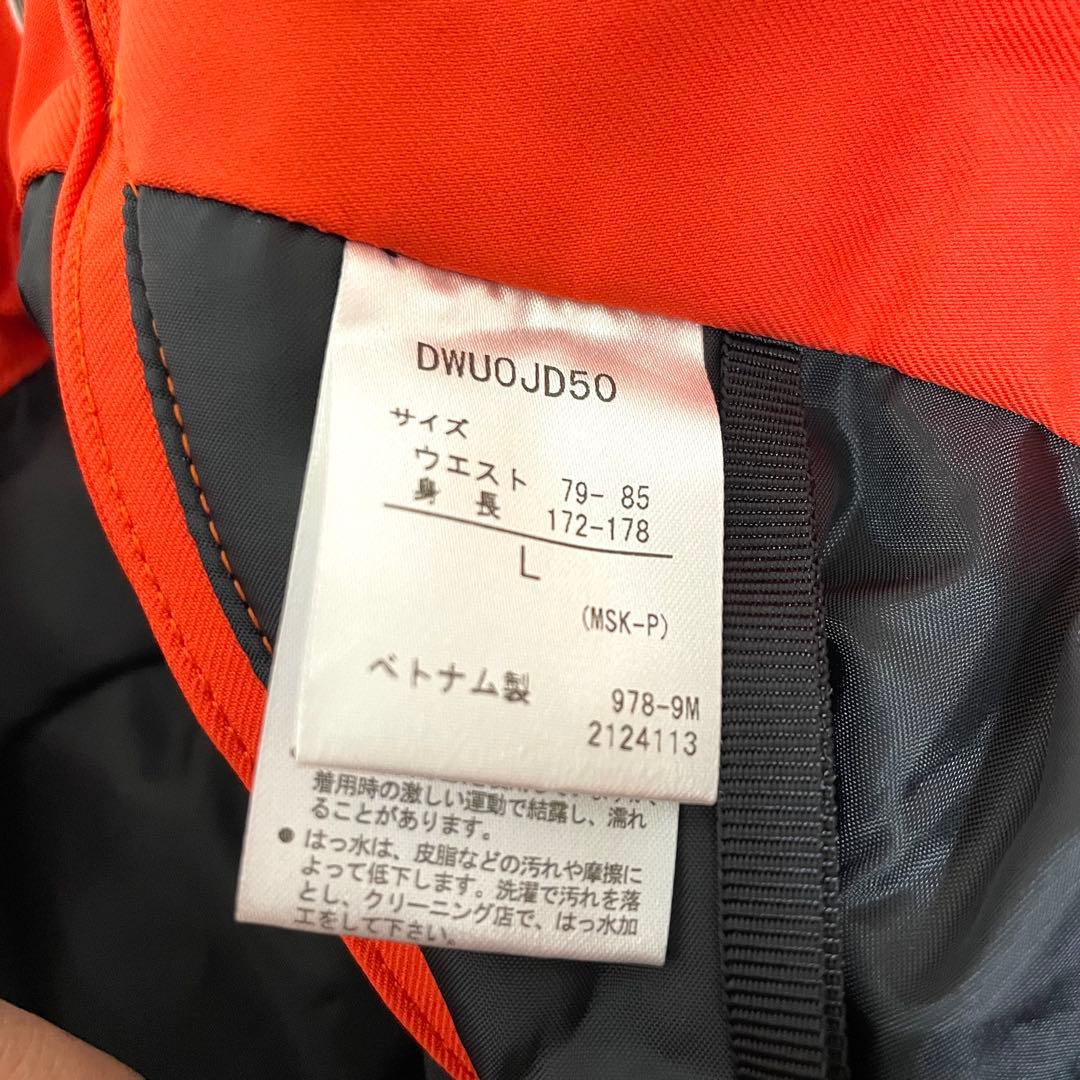 DWU0JD50
サイズ
ウエスト 79- 85
身 長 172-178
L
(MSK-P)
ベトナム製 978-9M
2124113
着用時の激しい運動で結露し、濡れ
ることがあります。
● はっ水は、皮脂などの汚れや摩擦に
よって低下します。洗濯で汚れを落
とし、クリーニング店で、はっ水加
工をして下さい。